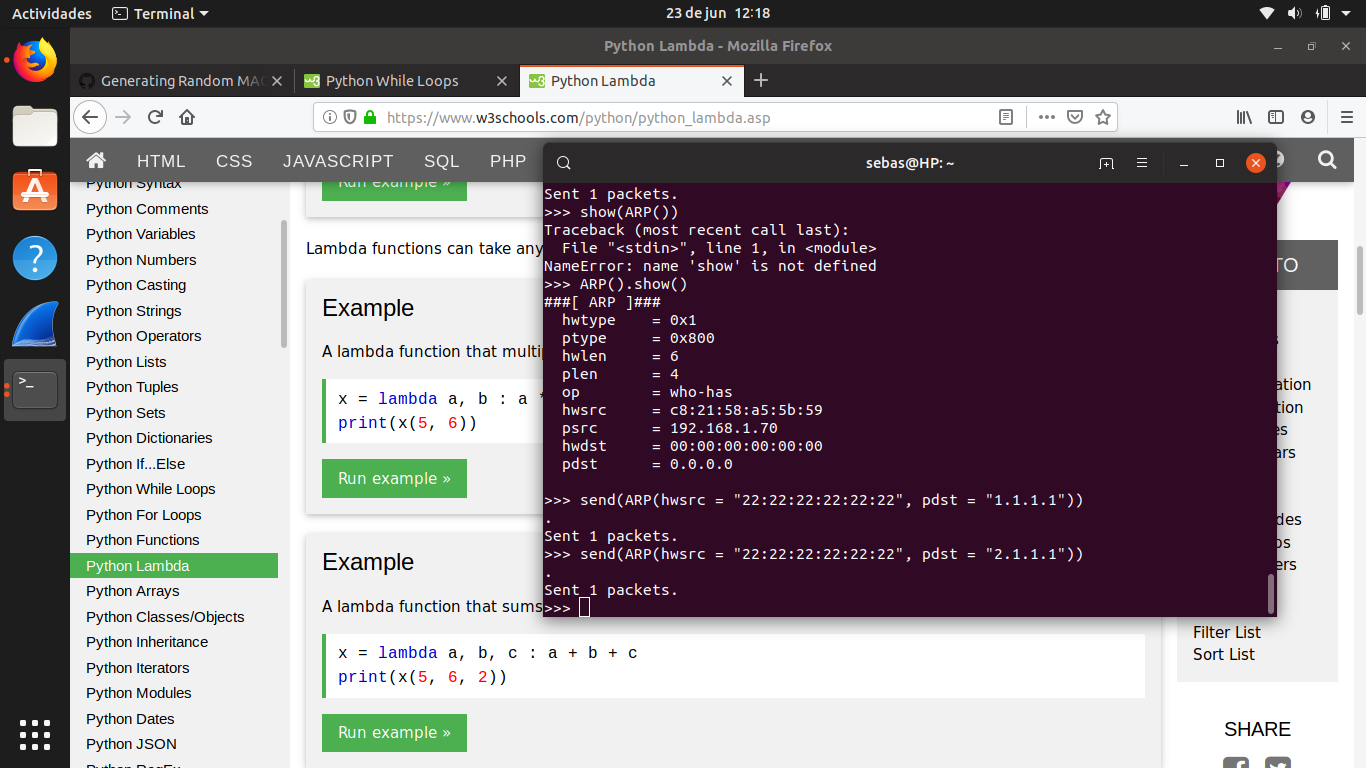 Actividades
Terminal
23 de jun 12:18
Python Lambda - Mozilla Firefox
Generating Random MAC
Python While Loops
Python Lambda
https://www.w3schools.com/python/python_lambda.asp
HTML
CSS
JAVASCRIPT
SQL
PHP
Python Syntax
Python Comments
Python Variables
Python Numbers
Python Casting
Python Strings
Python Operators
Python Lists
Python Tuples
Python Sets
Python Dictionaries
Python If...Else
Python While Loops
Python For Loops
Python Functions
Python Lambda
Python Arrays
Python Classes/Objects
Python Inheritance
Python Iterators
Python Modules
Python Dates
Python JSON
Python RegEx
Run example »
Lambda functions can take any
Example
A lambda function that multip
x = lambda a, b : a *
print(x(5, 6))
Run example »
Example
A lambda function that sums
x = lambda a, b, c : a + b + c
print(x(5, 6, 2))
Run example »
sebas@HP: ~
Sent 1 packets.
>>> show(ARP())
Traceback (most recent call last):
  File "<stdin>", line 1, in <module>
NameError: name 'show' is not defined
>>> ARP().show()
###[ ARP ]###
  hwtype    = 0x1
  ptype     = 0x800
  hwlen     = 6
  plen      = 4
  op        = who-has
  hwsrc     = c8:21:58:a5:5b:59
  psrc      = 192.168.1.70
  hwdst     = 00:00:00:00:00:00
  pdst      = 0.0.0.0
>>> send(ARP(hwsrc = "22:22:22:22:22:22", pdst = "1.1.1.1"))
.
Sent 1 packets.
>>> send(ARP(hwsrc = "22:22:22:22:22:22", pdst = "2.1.1.1"))
.
Sent 1 packets.
>>>
TO
Filter List
Sort List
SHARE